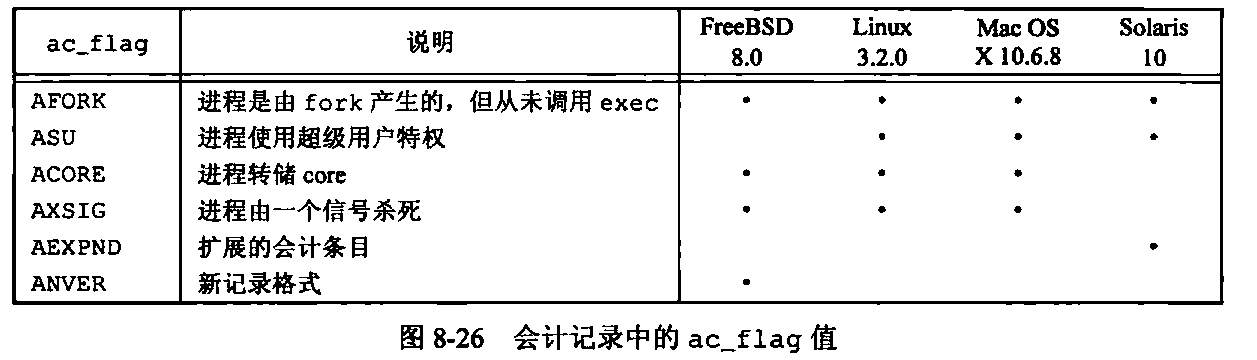 ac_flag 说明 FreeBSD 8.0 Linux 3.2.0 Mac OS X 10.6.8 Solaris 10
AFORK 进程是由 fork 产生的，但从未调用 exec • • • •
ASU 进程使用超级用户特权 • • •
ACORE 进程转储 core • • •
AXSIG 进程由一个信号杀死 • • •
AEXPND 扩展的会计条目 •
ANVER 新记录格式 •
图 8-26 会计记录中的 ac_flag 值